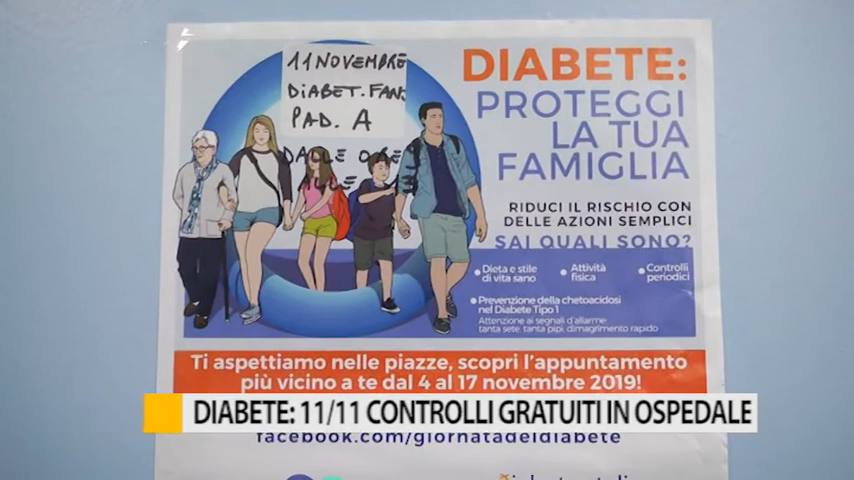 11 NOVEMBRE
DIABET. FAN.
PAD. A
DALLE ORE
DIABETE:
PROTEGGI
LA TUA
FAMIGLIA
RIDUCI IL RISCHIO CON
DELLE AZIONI SEMPLICI
SAI QUALI SONO?
• Dieta e stile
di vita sano
• Attività
fisica
• Controlli
periodici
• Prevenzione della chetoacidosi
nel Diabete Tipo 1
Attenzione ai segnali d'allarme:
tanta sete, tanta pipì, dimagrimento rapido
Ti aspettiamo nelle piazze, scopri l'appuntamento
più vicino a te dal 4 al 17 novembre 2019!
DIABETE: 11/11 CONTROLLI GRATUITI IN OSPEDALE
facebook.com/giornatadeldiabete